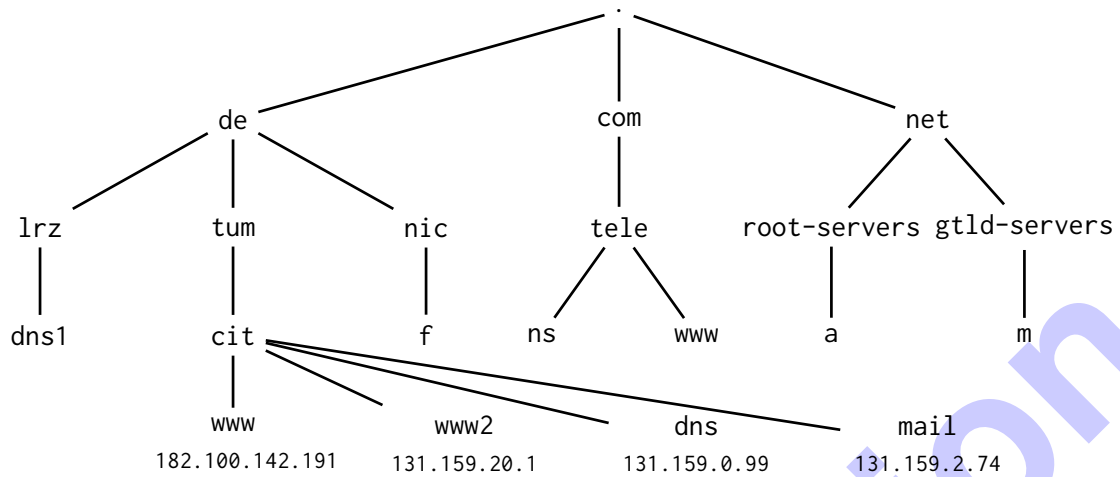 .
de com net
lrz tum nic tele root-servers gtld-servers
dns1 cit f ns www a m
www www2 dns mail
182.100.142.191 131.159.20.1 131.159.0.99 131.159.2.74